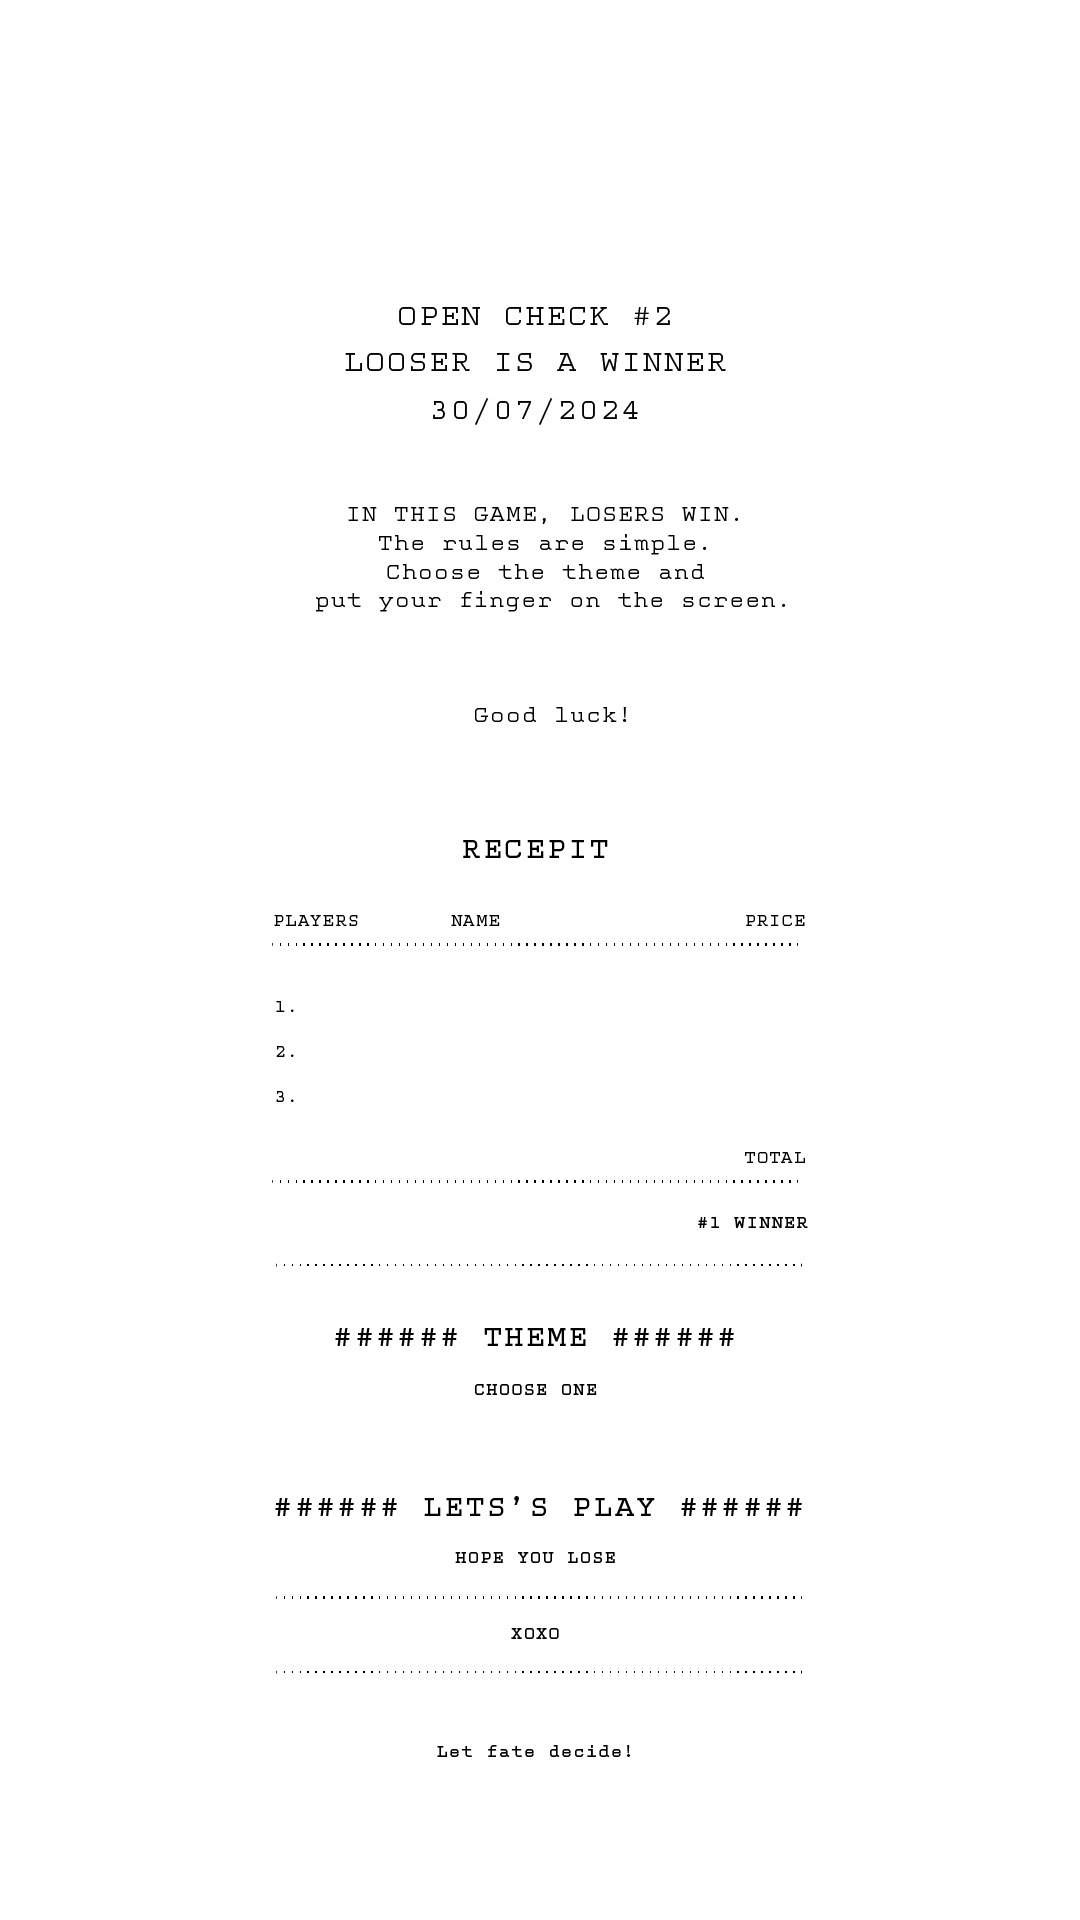 OPEN CHECK #2
LOOSER IS A WINNER
30/07/2024
IN THIS GAME, LOSERS WIN.
The rules are simple.
Choose the theme and
put your finger on the screen.
Good luck!
RECEPIT
PLAYERS NAME PRICE
1.
2.
3.
TOTAL
#1 WINNER
###### THEME ######
CHOOSE ONE
###### LETS'S PLAY ######
HOPE YOU LOSE
XOXO
Let fate decide!